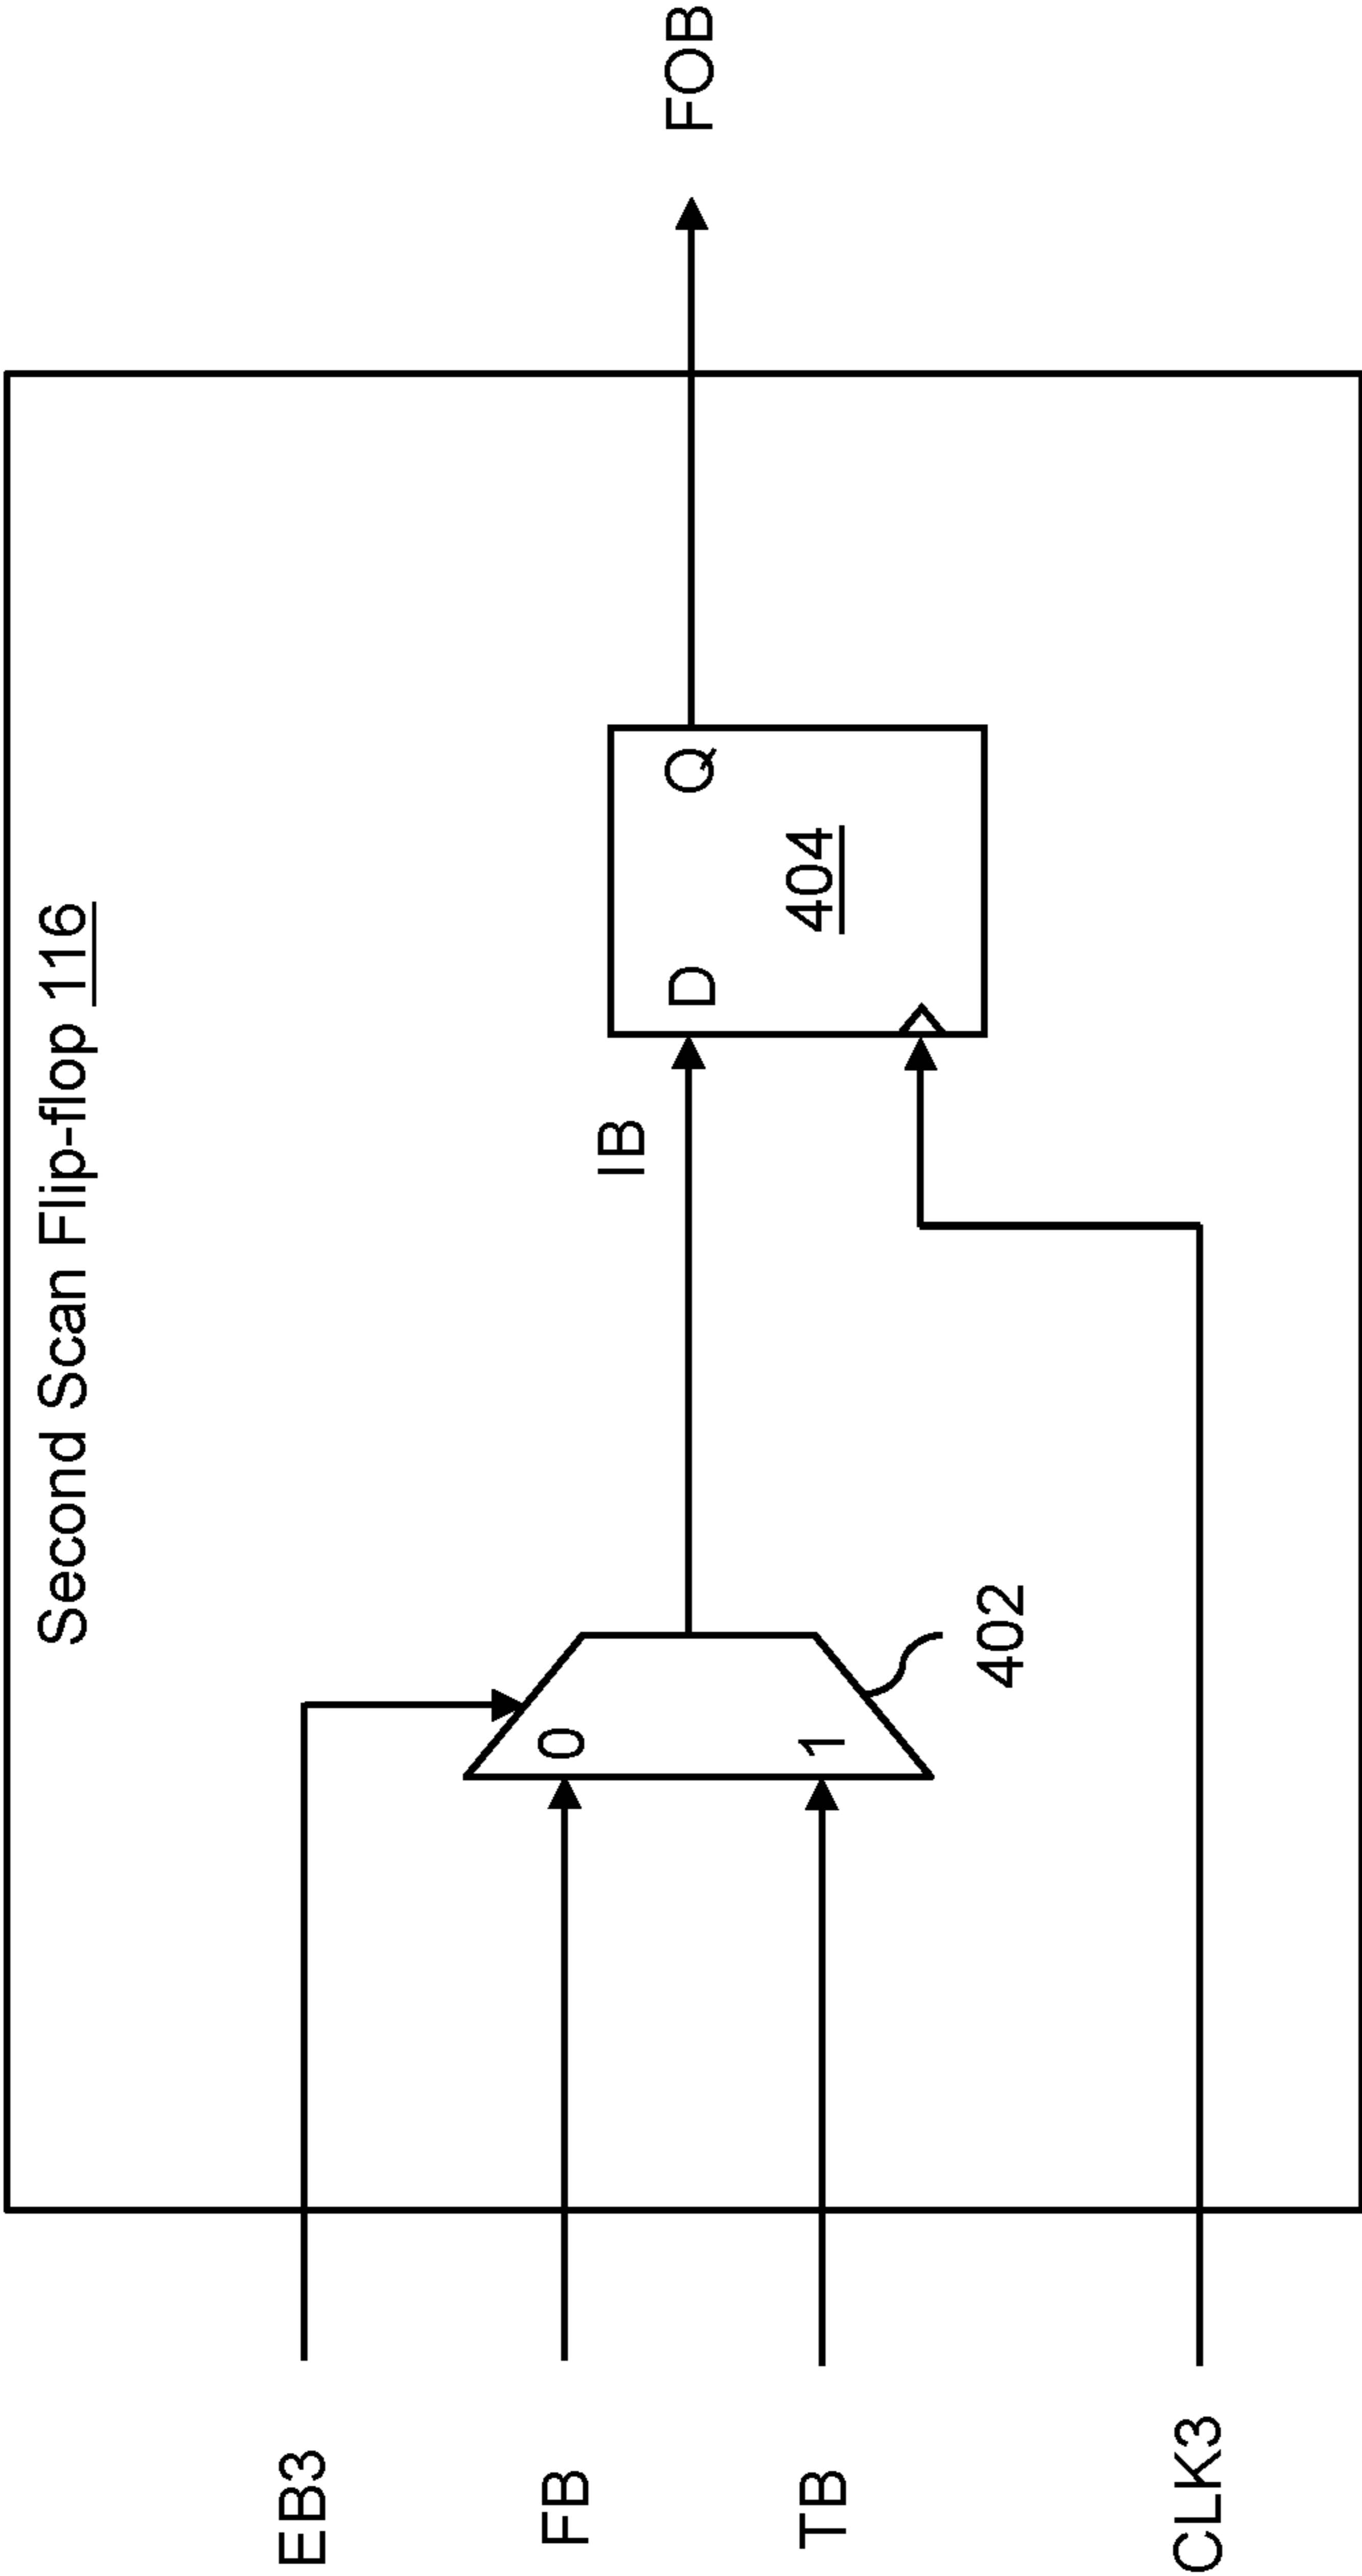 Second Scan Flip-flop 116
EB3
FB
TB
CLK3
0
1
402
IB
D
Q
404
FOB